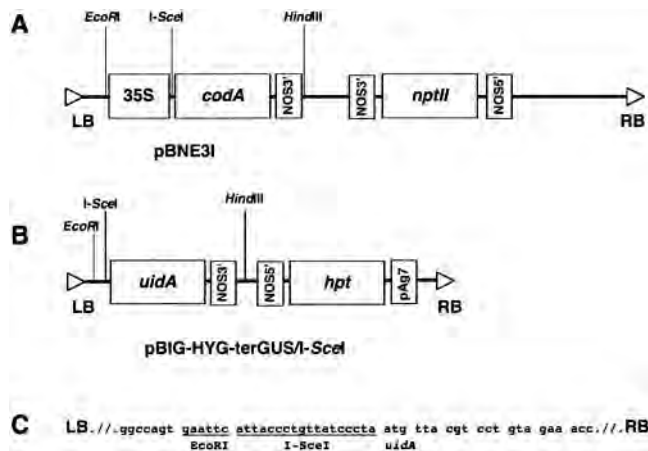 A
EcoRI I-SceI HindIII
35S codA NOS3' NOS3' nptII NOS5'
LB RB
pBNE3I
B
I-SceI
EcoRI HindIII
uidA NOS3' NOS5' hpt pAg7
LB RB
pBIG-HYG-terGUS/I-SceI
C LB.//.ggccagt gaattc attaccctgttatcccta atg tta cgt cct gta gaa acc.//.RB
EcoRI I-SceI uidA